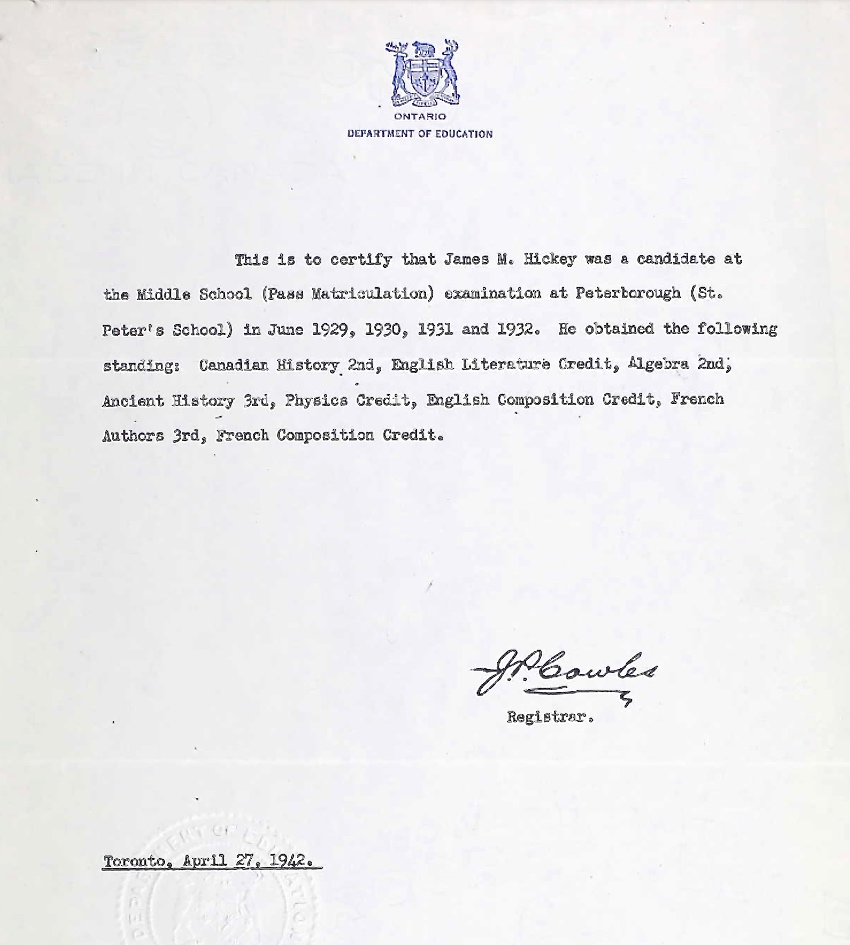 ONTARIO
DEPARTMENT OF EDUCATION
This is to certify that James M. Hickey was a candidate at
the Middle School (Pass Matriculation) examination at Peterborough (St.
Peter's School) in June 1929, 1930, 1931 and 1932. He obtained the following
standing: Canadian History 2nd, English Literature Credit, Algebra 2nd,
Ancient History 3rd, Physics Credit, English Composition Credit, French
Authors 3rd, French Composition Credit.
J.P. Cowles
Registrar.
DEPARTMENT OF EDUCATION
Toronto, April 27, 1942.